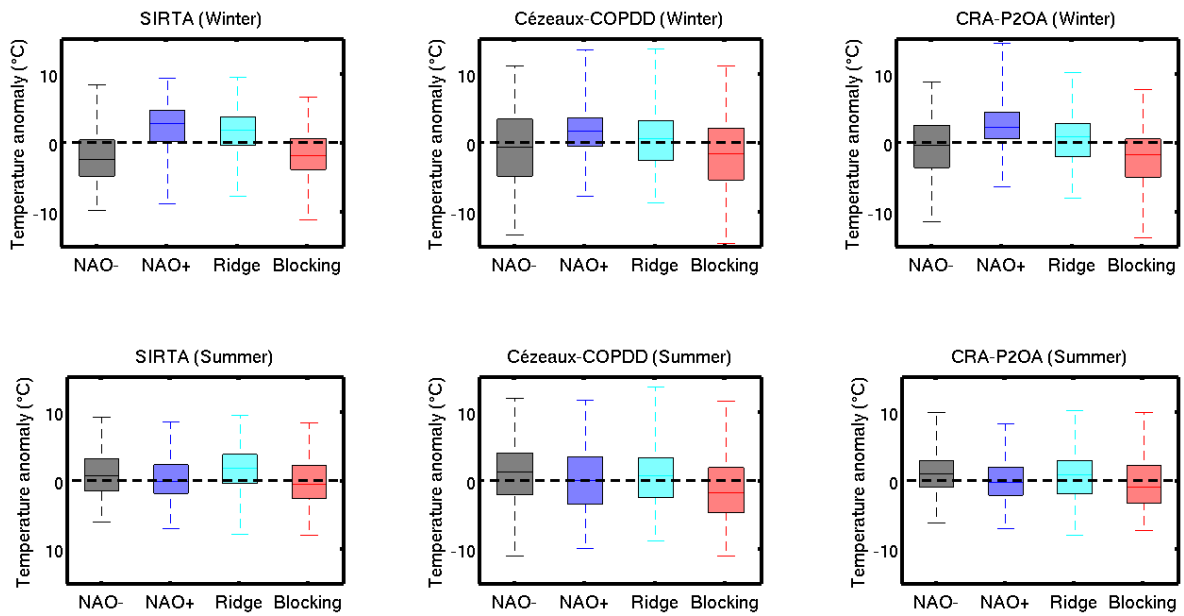 SIRTA (Winter)
Temperature anomaly (°C)
10
0
-10
NAO- NAO+ Ridge Blocking
Cézeaux-COPDD (Winter)
Temperature anomaly (°C)
10
0
-10
NAO- NAO+ Ridge Blocking
CRA-P2OA (Winter)
Temperature anomaly (°C)
10
0
-10
NAO- NAO+ Ridge Blocking
SIRTA (Summer)
Temperature anomaly (°C)
10
0
10
NAO- NAO+ Ridge Blocking
Cézeaux-COPDD (Summer)
Temperature anomaly (°C)
10
0
-10
NAO- NAO+ Ridge Blocking
CRA-P2OA (Summer)
Temperature anomaly (°C)
10
0
-10
NAO- NAO+ Ridge Blocking